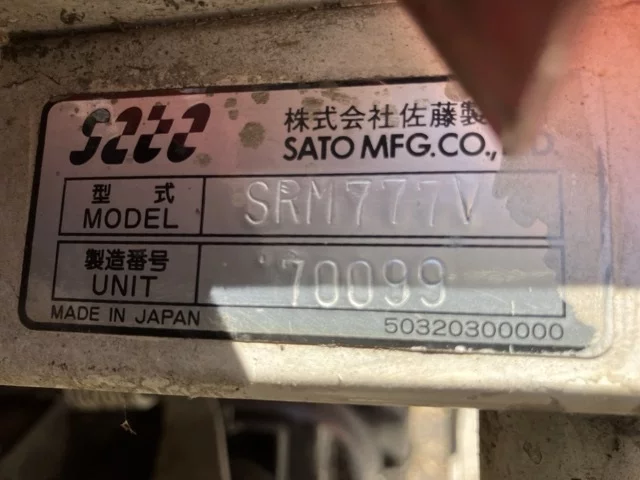 sato
株式会社佐藤製
SATO MFG.CO.,
型式
MODEL
SRM777V
製造番号
UNIT
70099
MADE IN JAPAN
50320300000